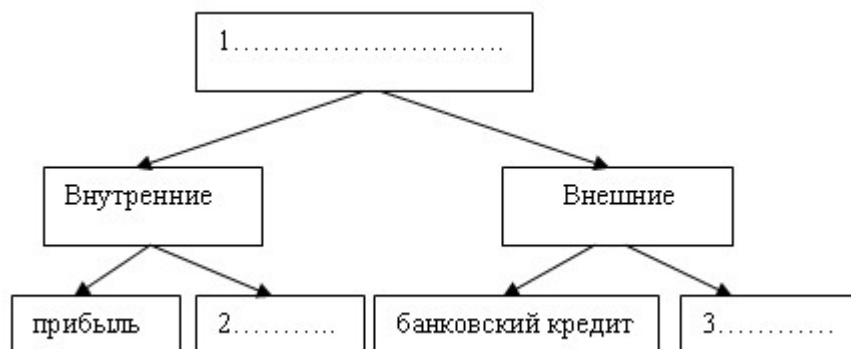 1…………………………
Внутренние
Внешние
прибыль
2………..
банковский кредит
3…………